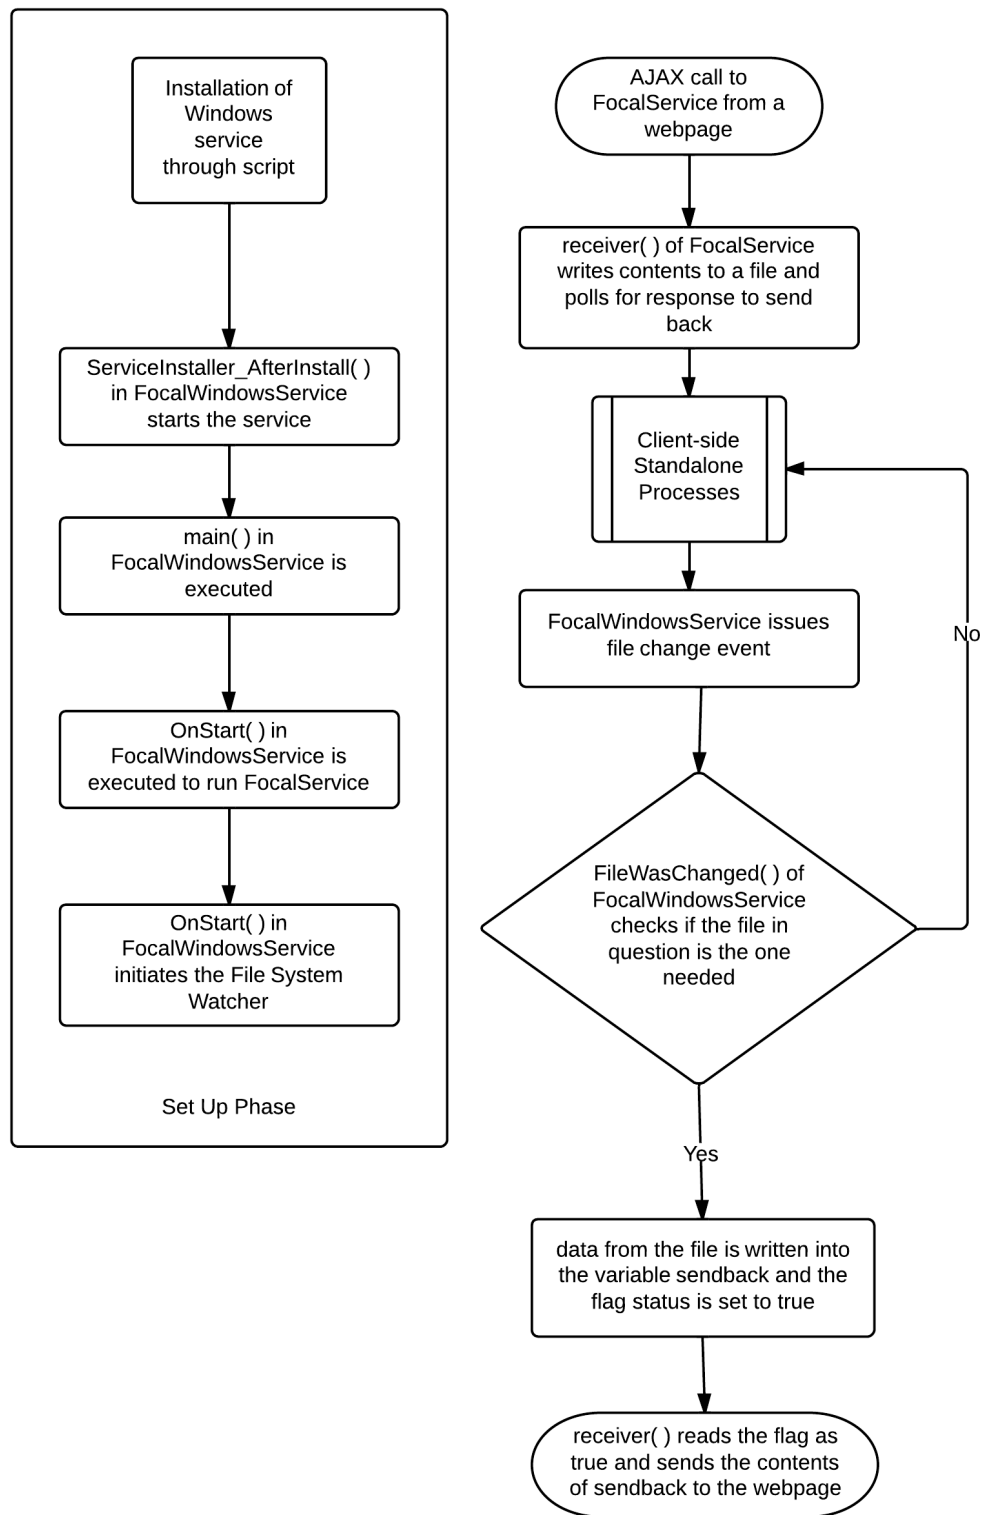 Installation of
Windows
service
through script
ServiceInstaller_AfterInstall( )
in FocalWindowsService
starts the service
main( ) in
FocalWindowsService is
executed
OnStart( ) in
FocalWindowsService is
executed to run FocalService
OnStart( ) in
FocalWindowsService
initiates the File System
Watcher
Set Up Phase
AJAX call to
FocalService from a
webpage
receiver( ) of FocalService
writes contents to a file and
polls for response to send
back
Client-side
Standalone
Processes
FocalWindowsService issues
file change event
No
FileWasChanged( ) of
FocalWindowsService
checks if the file in
question is the one
needed
Yes
data from the file is written into
the variable sendback and the
flag status is set to true
receiver( ) reads the flag as
true and sends the contents
of sendback to the webpage